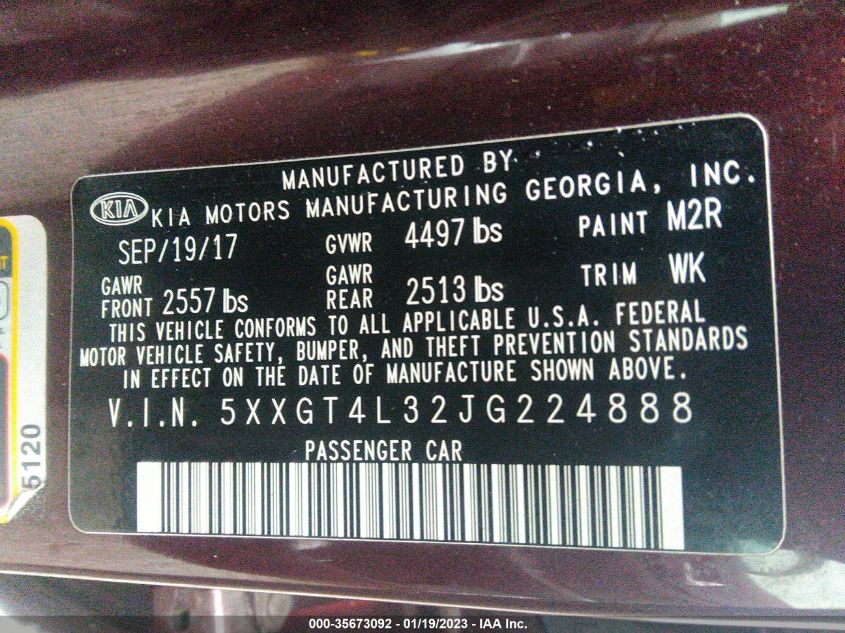 MANUFACTURED BY
KIA KIA MOTORS MANUFACTURING GEORGIA, INC.
SEP/19/17 GVWR 4497 lbs PAINT M2R
GAWR FRONT 2557 lbs GAWR REAR 2513 lbs TRIM WK
THIS VEHICLE CONFORMS TO ALL APPLICABLE U.S.A. FEDERAL
MOTOR VEHICLE SAFETY, BUMPER, AND THEFT PREVENTION STANDARDS
IN EFFECT ON THE DATE OF MANUFACTURE SHOWN ABOVE.
V.I.N. 5XXGT4L32JG224888
PASSENGER CAR
5120
000-35673092 - 01/19/2023 - IAA Inc.